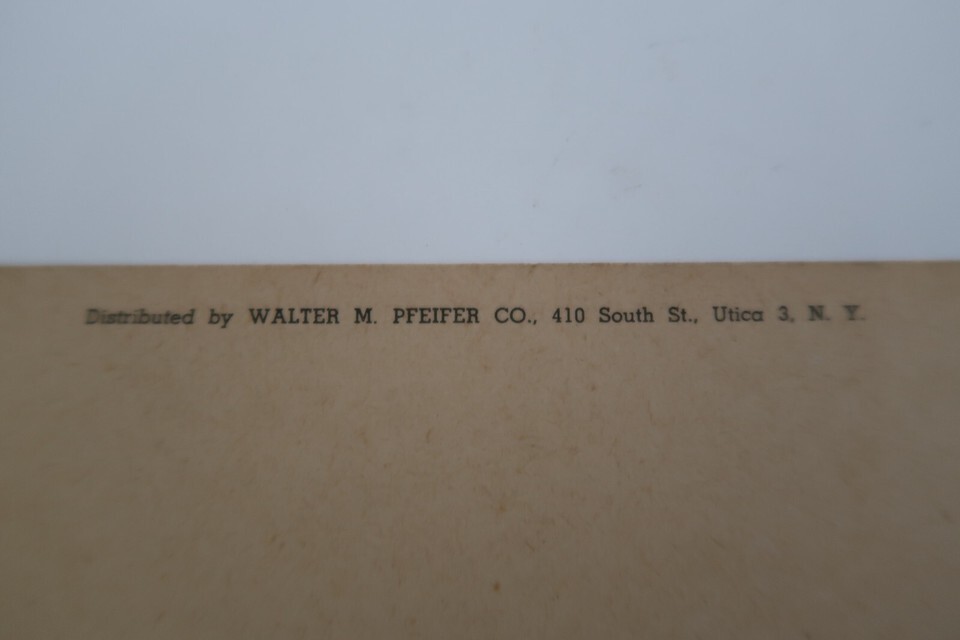 Distributed by WALTER M. PFEIFER CO., 410 South St., Utica 3, N. Y.